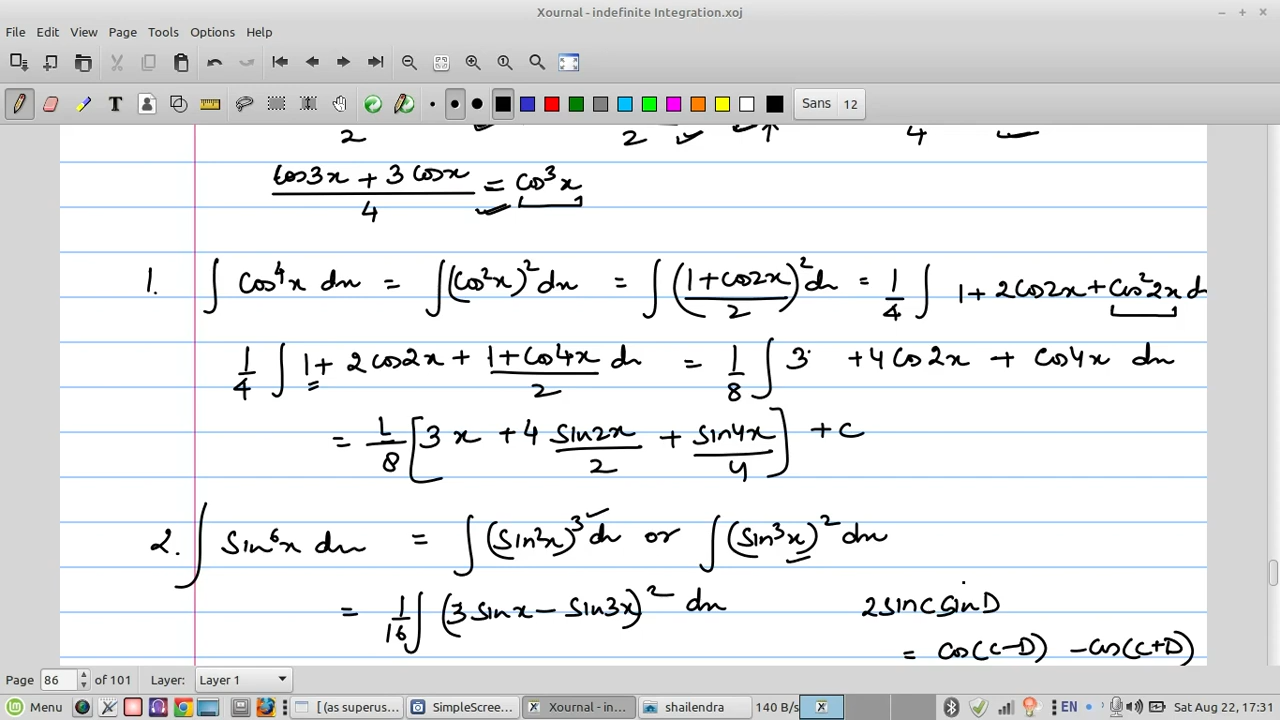 Xournal - indefinite Integration.xoj
File Edit View Page Tools Options Help
Sans 12
2 2 4
cos3x + 3 cosx / 4 = cos³x
1. ∫ cos⁴x dx = ∫(cos²x)² dx = ∫((1+cos2x)/2)² dx = 1/4 ∫ 1+2cos2x+cos²2x d
1/4 ∫ 1+ 2cos2x + (1+cos4x)/2 dx = 1/8 ∫ 3 +4cos2x + cos4x dx
= 1/8 [3x +4 sin2x/2 + sin4x/4] + c
2. ∫ sin⁶x dx = ∫(sin²x)³ dx or ∫(sin³x)² dx
= 1/16 ∫ (3 sinx − sin3x)² dx 2sinC sinD
= cos(C−D) −cos(C+D)
Page 86 of 101 Layer: Layer 1
Menu [(as superus... SimpleScree... Xournal - in... shailendra 140 B/s EN Sat Aug 22, 17:31